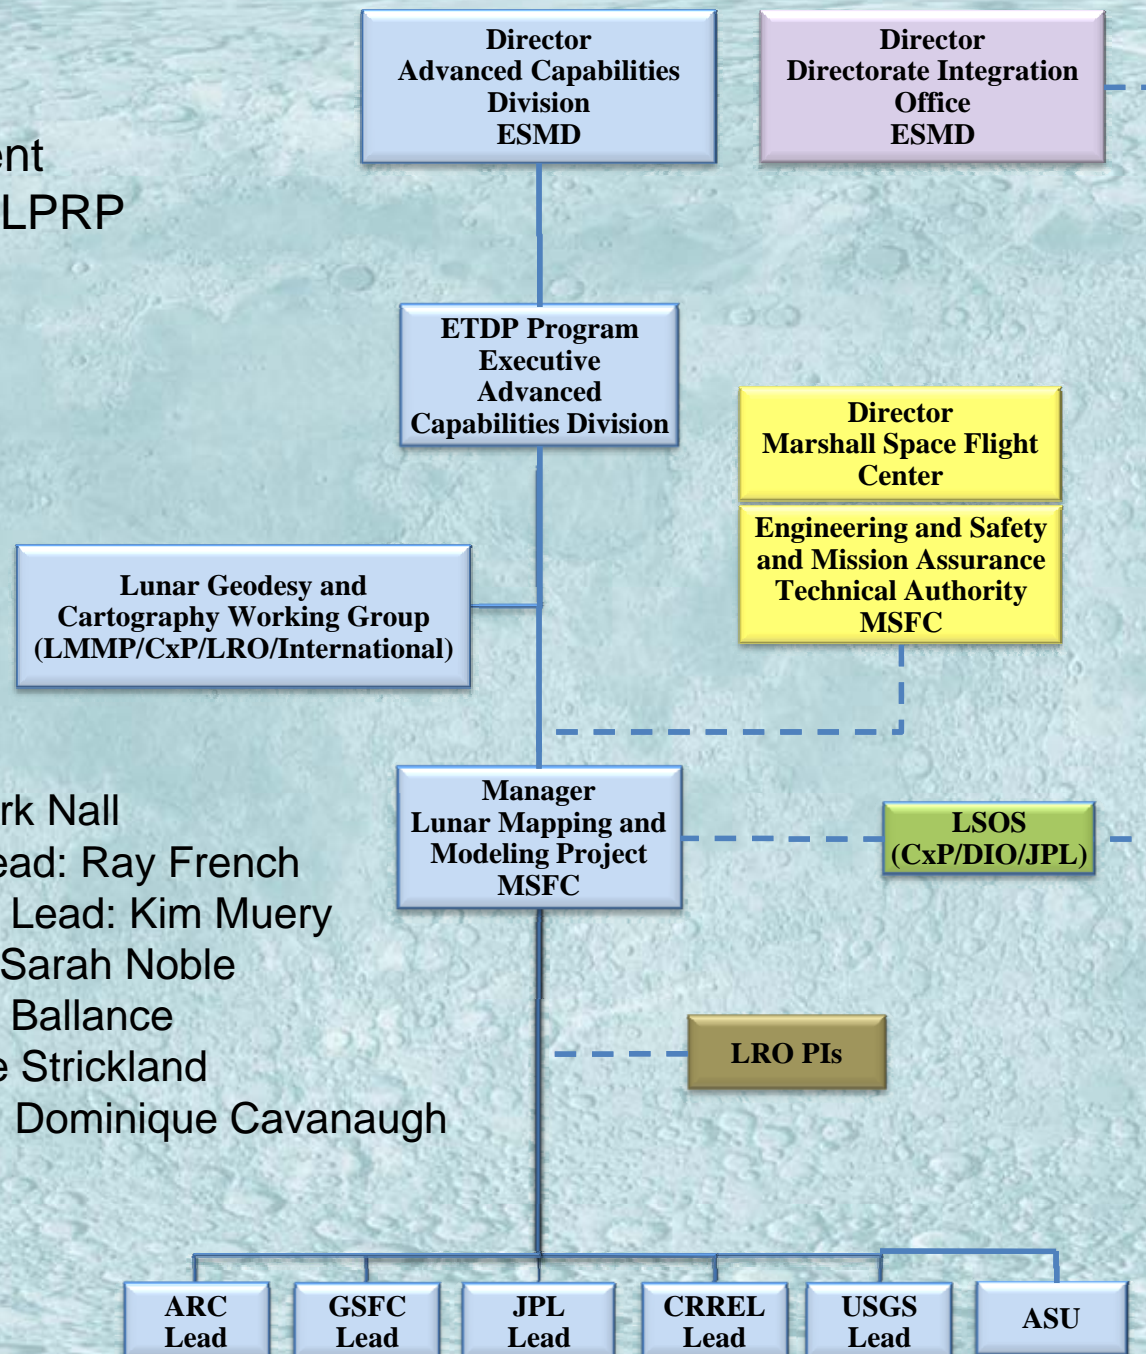 Director
Advanced Capabilities
Division
ESMD
Director
Directorate Integration
Office
ESMD
LPRP
ETDP Program
Executive
Advanced
Capabilities Division
Director
Marshall Space Flight
Center
Engineering and Safety
and Mission Assurance
Technical Authority
MSFC
Lunar Geodesy and
Cartography Working Group
(LMMP/CxP/LRO/International)
Manager
Lunar Mapping and
Modeling Project
MSFC
LSOS
(CxP/DIO/JPL)
Nall
Ray French
Lead: Kim Muery
Sarah Noble
Ballance
Strickland
Dominique Cavanaugh
LRO PIs
ARC
Lead
GSFC
Lead
JPL
Lead
CRREL
Lead
USGS
Lead
ASU